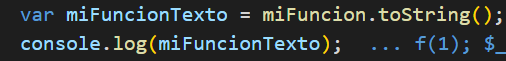 var miFuncionTexto = miFuncion.toString();
console.log(miFuncionTexto);   ... f(1); $_